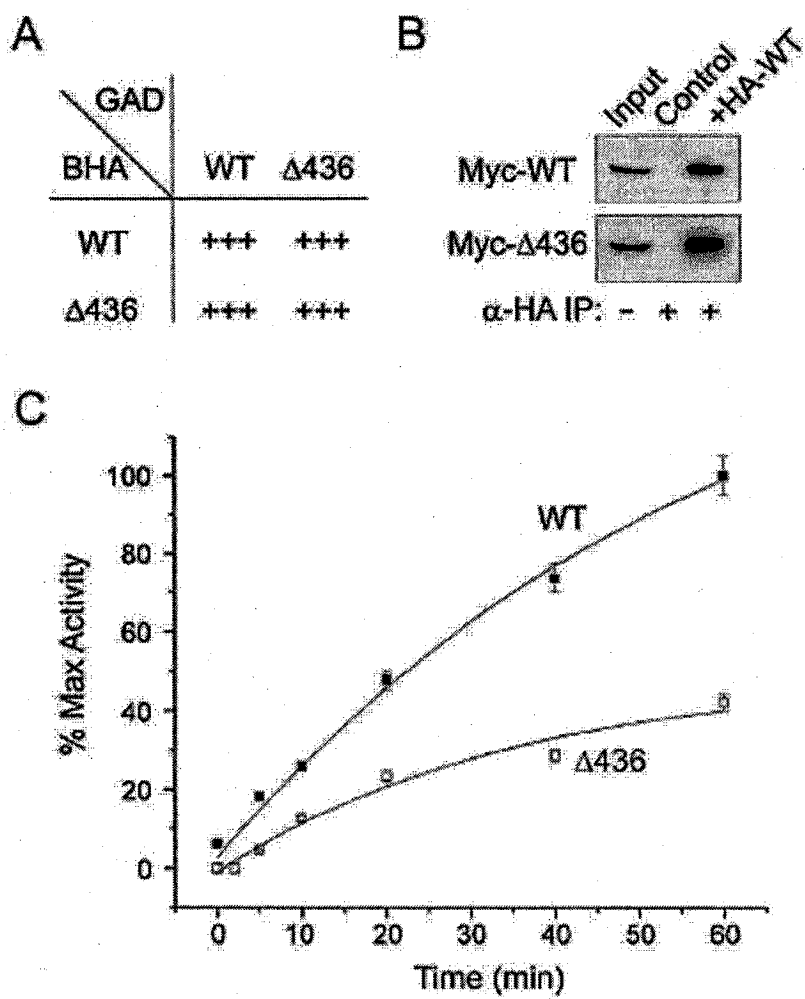 A
GAD
BHA WT Δ436
WT +++ +++
Δ436 +++ +++
B
Input Control +HA-WT
Myc-WT
Myc-Δ436
α-HA IP: - + +
C
% Max Activity
100
80
60
40
20
0
WT
Δ436
0 10 20 30 40 50 60
Time (min)